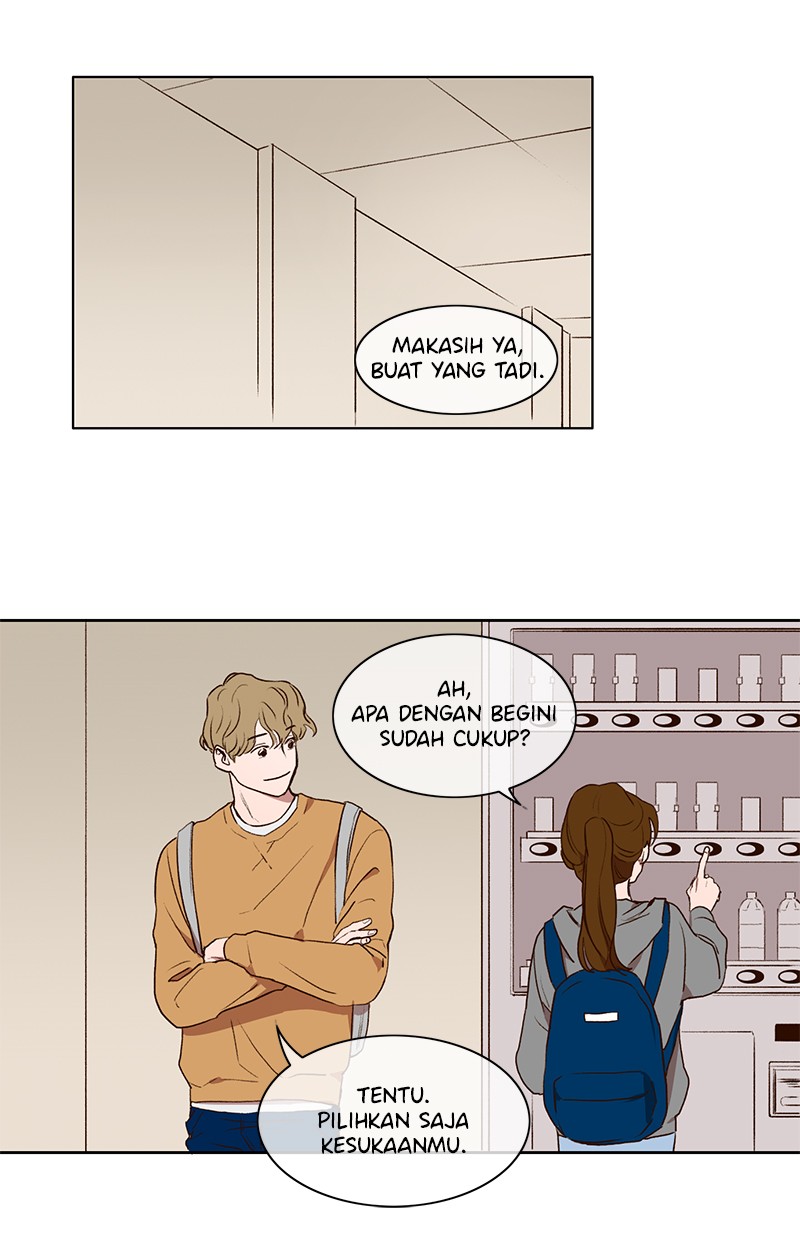 MAKASIH YA,
BUAT YANG TADI.
AH,
APA DENGAN BEGINI
SUDAH CUKUP?
TENTU.
PILIHKAN SAJA
KESUKAANMU.